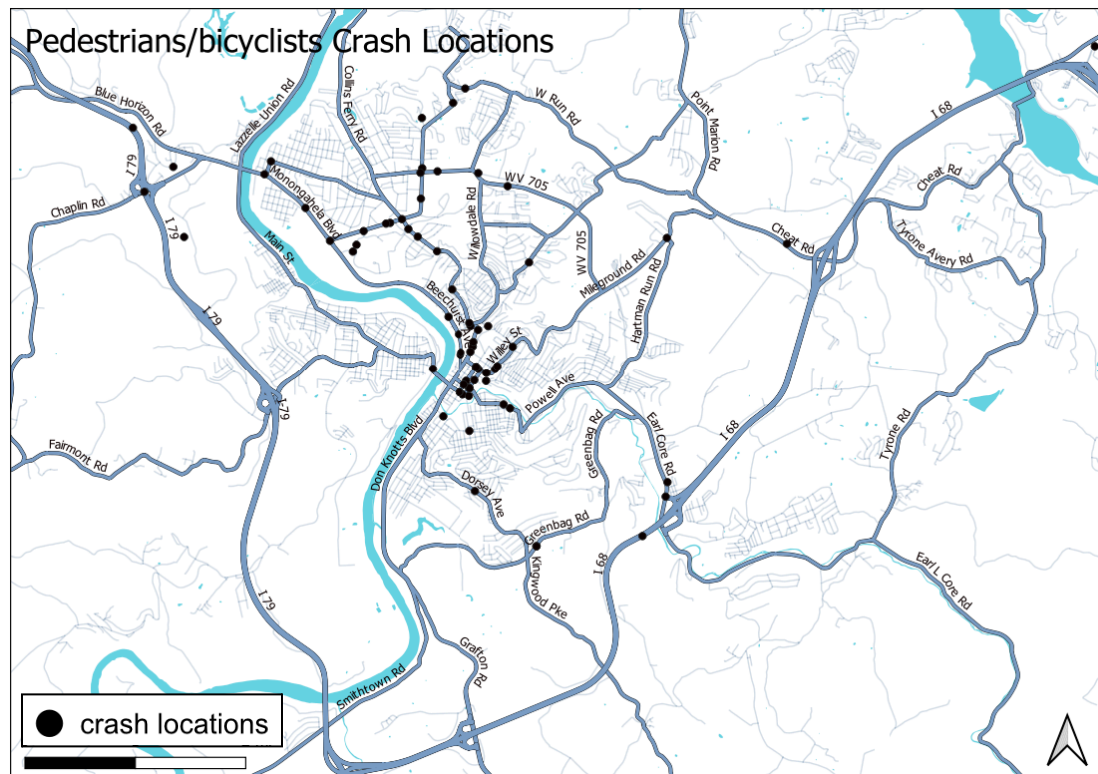 Pedestrians/bicyclists Crash Locations
Blue Horizon Rd
Lazzelle Union Rd
Collins Ferry Rd
W Run Rd
Point Marion Rd
I 68
I 79
Chaplin Rd
I 79
Monongahela Blvd
WV 705
Willowdale Rd
WV 705
Cheat Rd
Cheat Rd
Tyrone Avery Rd
Main St
Mileground Rd
Hartman Run Rd
I 79
Beechurst Ave
Willey St
I-79
Powell Ave
I 68
Fairmont Rd
Don Knotts Blvd
Greenbag Rd
Earl Core Rd
Tyrone Rd
Dorsey Ave
Greenbag Rd
I 68
Kingwood Pke
Earl L Core Rd
I 79
Grafton Rd
Smithtown Rd
crash locations